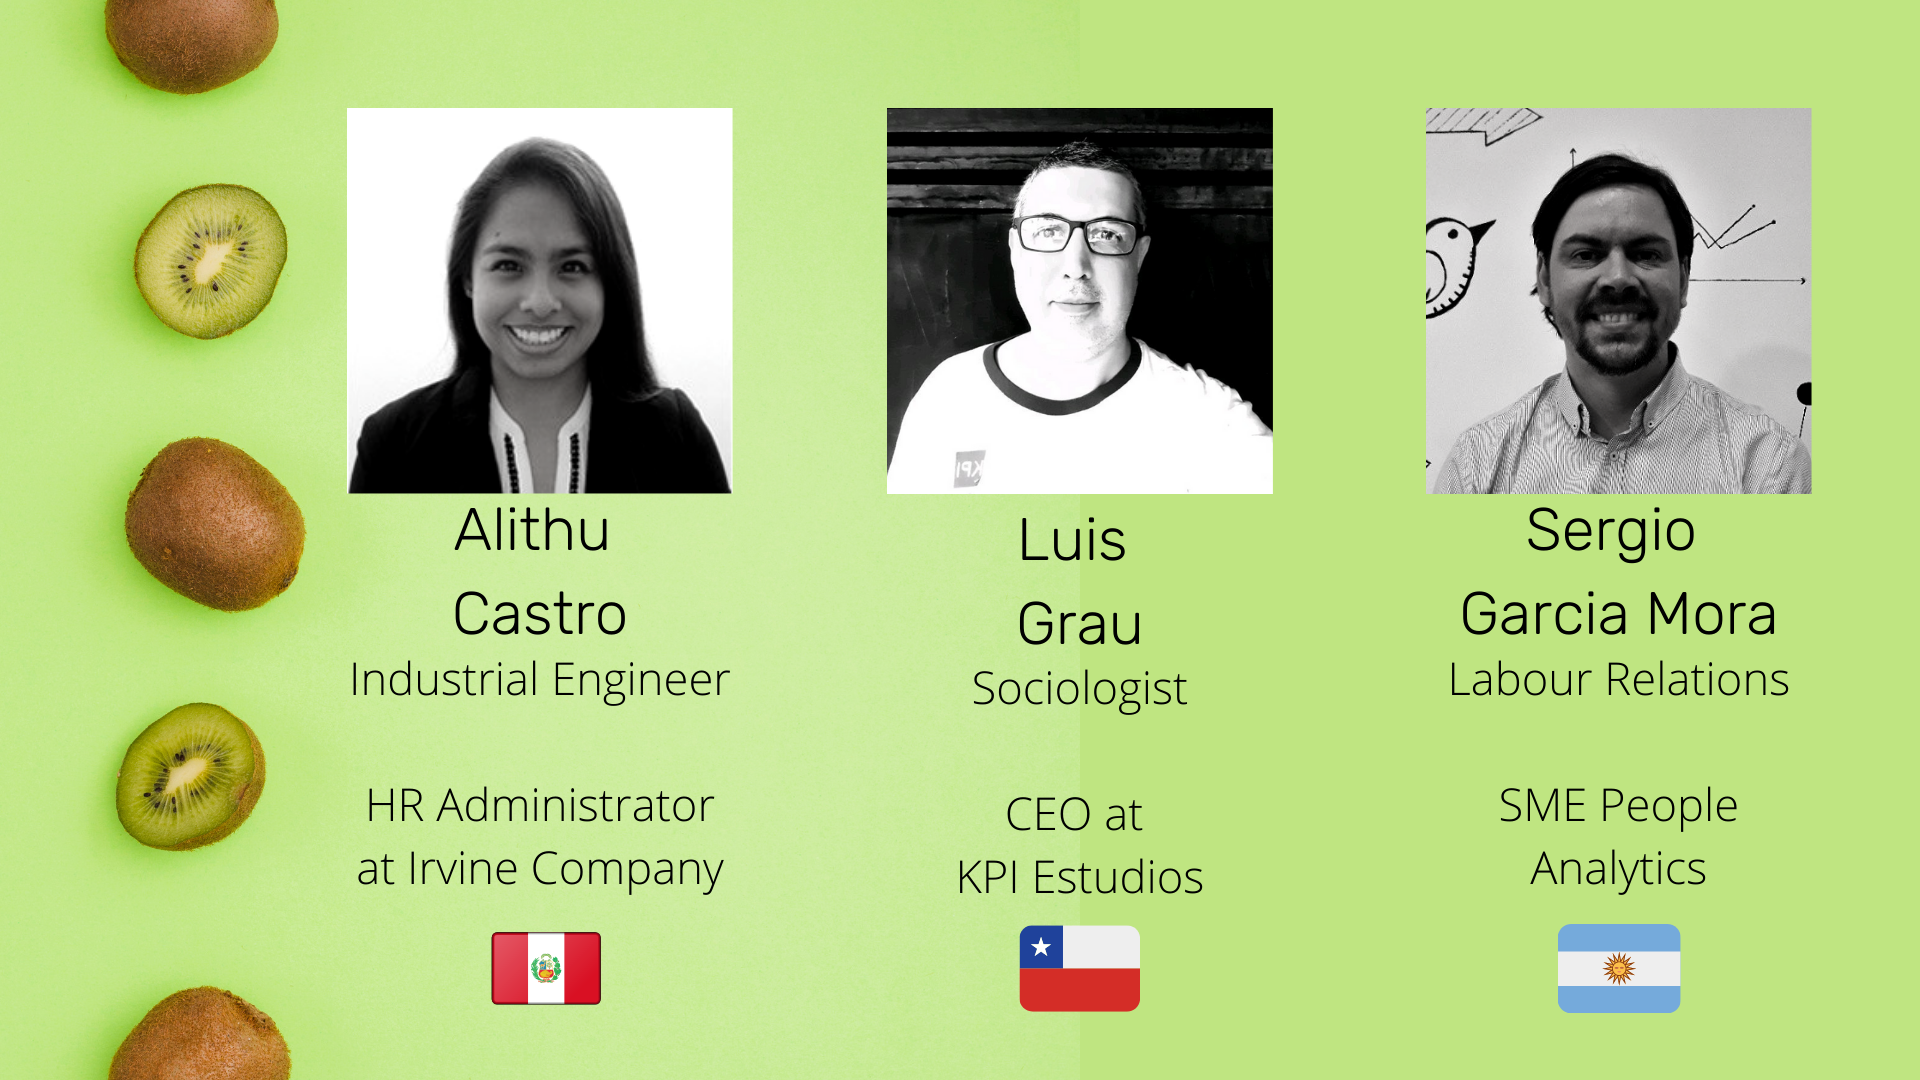 Alithu
Castro
Industrial Engineer
HR Administrator
at Irvine Company
Luis
Grau
Sociologist
CEO at
KPI Estudios
Sergio
Garcia Mora
Labour Relations
SME People
Analytics
KPI